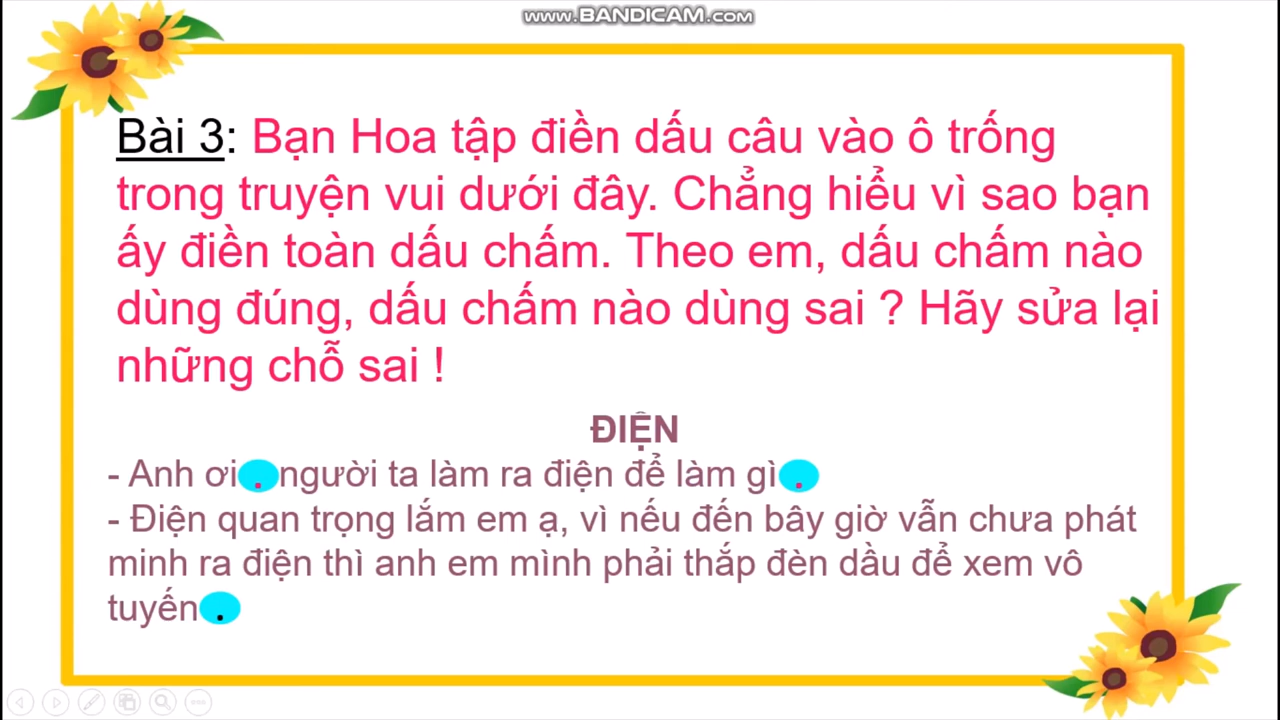 www.BANDICAM.com
Bài 3: Bạn Hoa tập điền dấu câu vào ô trống
trong truyện vui dưới đây. Chẳng hiểu vì sao bạn
ấy điền toàn dấu chấm. Theo em, dấu chấm nào
dùng đúng, dấu chấm nào dùng sai ? Hãy sửa lại
những chỗ sai !
ĐIỆN
- Anh ơi . người ta làm ra điện để làm gì .
- Điện quan trọng lắm em ạ, vì nếu đến bây giờ vẫn chưa phát
minh ra điện thì anh em mình phải thắp đèn dầu để xem vô
tuyến .